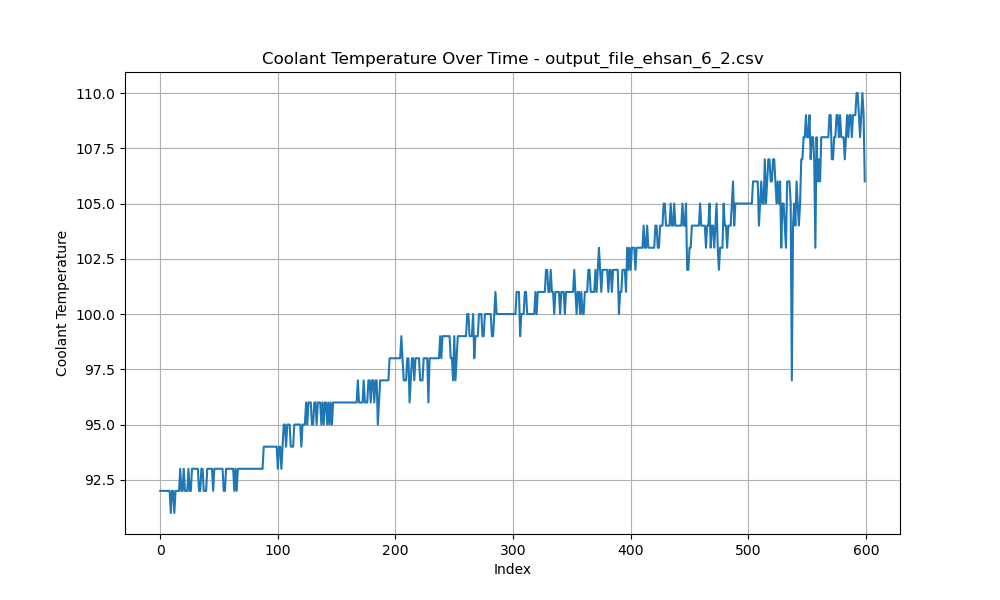 Coolant Temperature Over Time - output_file_ehsan_6_2.csv
110.0
107.5
105.0
102.5
100.0
97.5
95.0
92.5
Coolant Temperature
0 100 200 300 400 500 600
Index